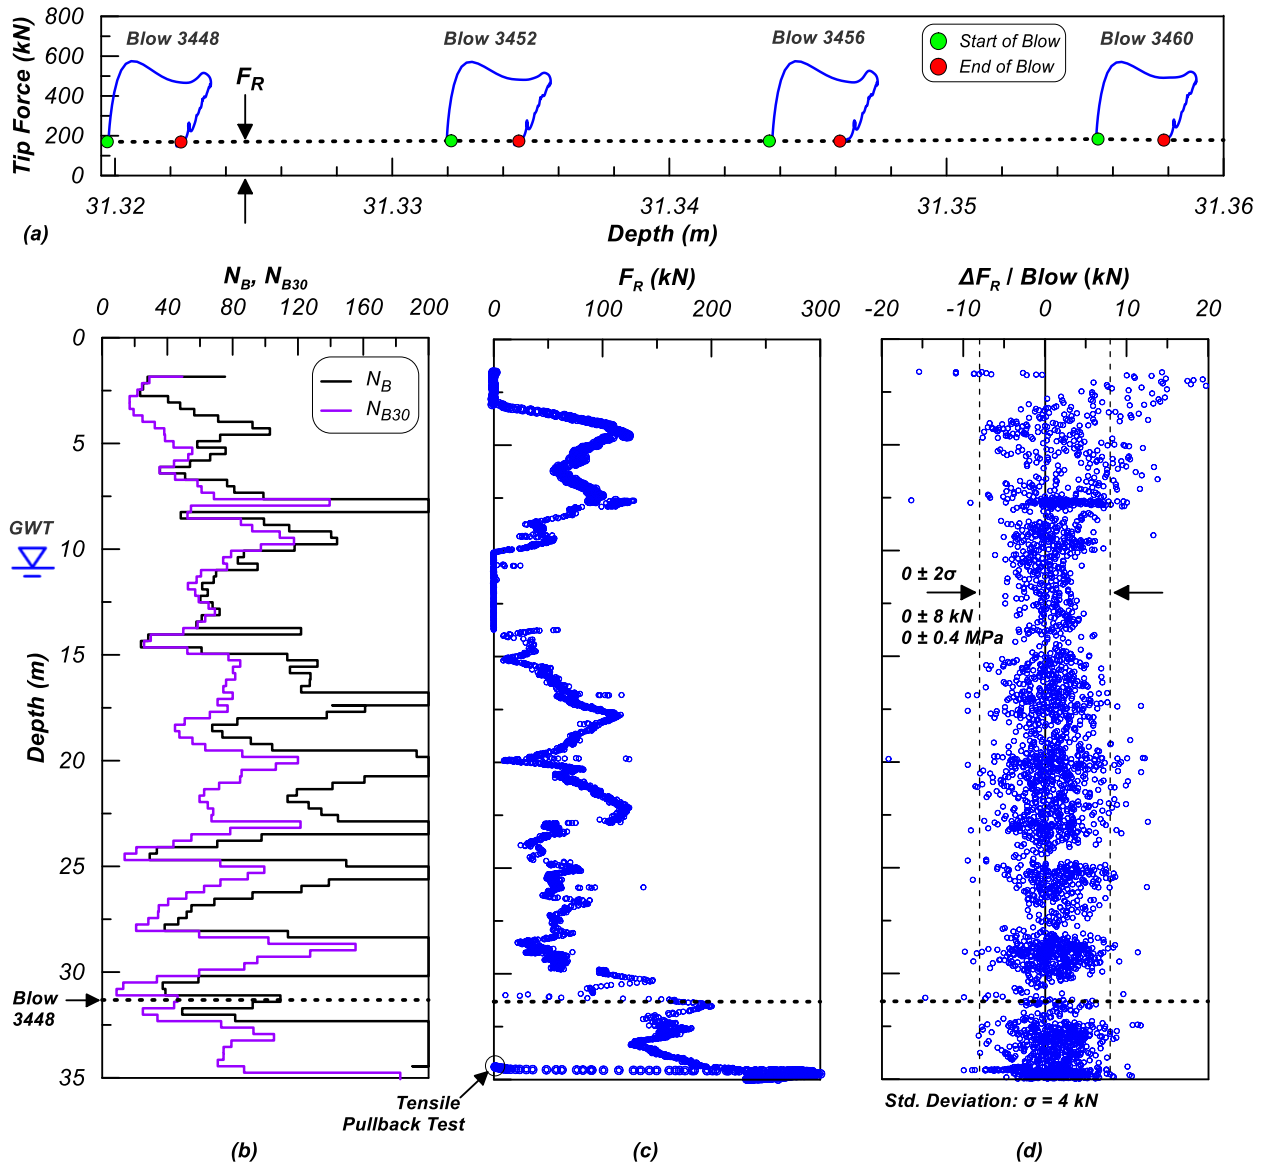 800
600
400
200
0
Tip Force (kN)
Blow 3448
Blow 3452
Blow 3456
Blow 3460
Start of Blow
End of Blow
F_R
31.32
31.33
31.34
31.35
31.36
Depth (m)
(a)
N_B, N_B30
0
40
80
120
160
200
F_R (kN)
0
100
200
300
ΔF_R / Blow (kN)
-20
-10
0
10
20
0
5
10
15
20
25
30
35
Depth (m)
N_B
N_B30
GWT
Blow
3448
0 ± 2σ
0 ± 8 kN
0 ± 0.4 MPa
Tensile
Pullback Test
Std. Deviation: σ = 4 kN
(b)
(c)
(d)